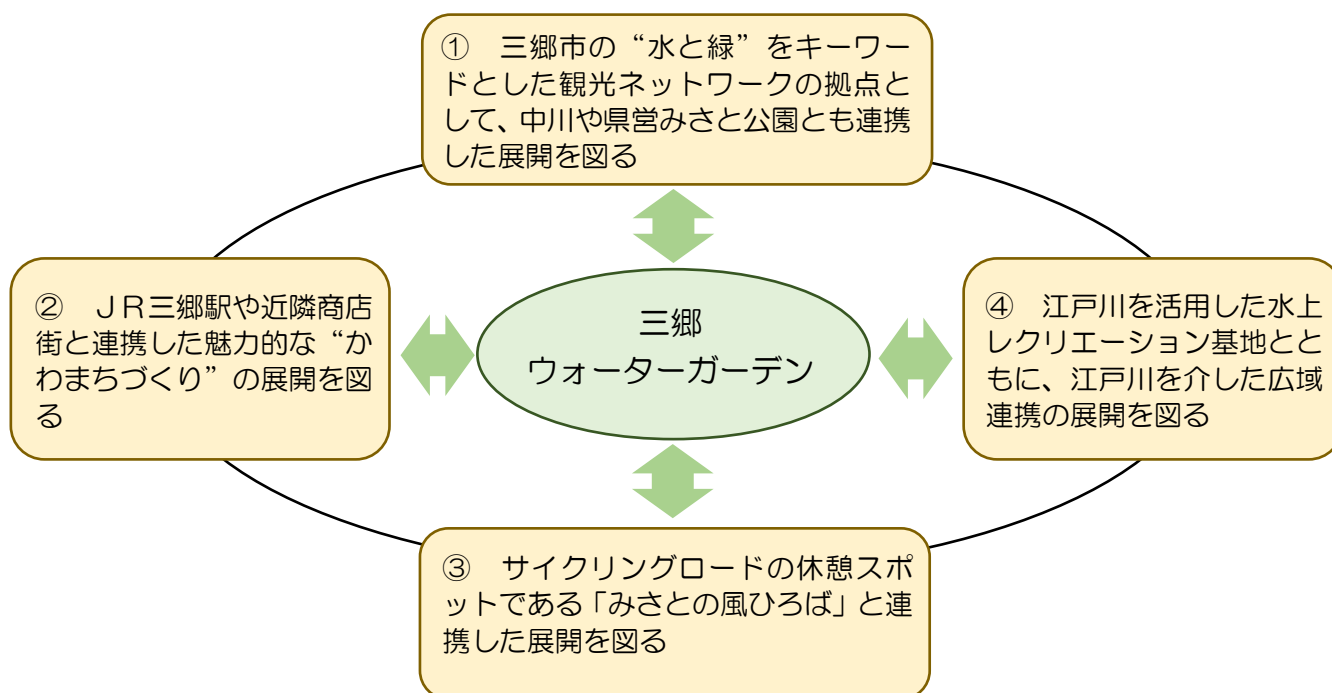 ① 三郷市の“水と緑”をキーワー
ドとした観光ネットワークの拠点と
して、中川や県営みさと公園とも連携
した展開を図る
② ＪＲ三郷駅や近隣商店
街と連携した魅力的な“か
わまちづくり”の展開を図
る
三郷
ウォーターガーデン
④ 江戸川を活用した水上
レクリエーション基地とと
もに、江戸川を介した広域
連携の展開を図る
③ サイクリングロードの休憩スポ
ットである「みさとの風ひろば」と連
携した展開を図る